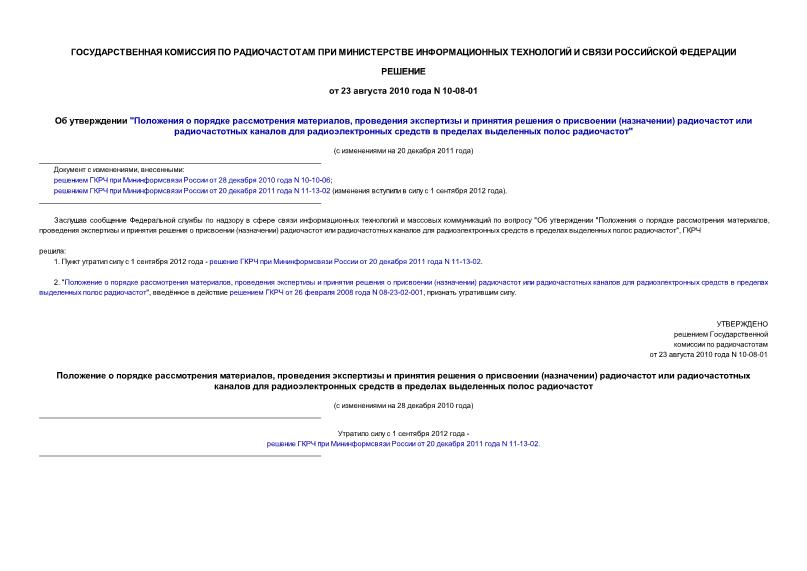 ГОСУДАРСТВЕННАЯ КОМИССИЯ ПО РАДИОЧАСТОТАМ ПРИ МИНИСТЕРСТВЕ ИНФОРМАЦИОННЫХ ТЕХНОЛОГИЙ И СВЯЗИ РОССИЙСКОЙ ФЕДЕРАЦИИ
РЕШЕНИЕ
от 23 августа 2010 года N 10-08-01
Об утверждении "Положения о порядке рассмотрения материалов, проведения экспертизы и принятия решения о присвоении (назначении) радиочастот или
радиочастотных каналов для радиоэлектронных средств в пределах выделенных полос радиочастот"
(с изменениями на 20 декабря 2011 года)
Документ с изменениями, внесенными:
решением ГКРЧ при Мининформсвязи России от 28 декабря 2010 года N 10-10-06;
решением ГКРЧ при Мининформсвязи России от 20 декабря 2011 года N 11-13-02 (изменения вступили в силу с 1 сентября 2012 года).
Заслушав сообщение Федеральной службы по надзору в сфере связи информационных технологий и массовых коммуникаций по вопросу "Об утверждении "Положения о порядке рассмотрения материалов,
проведения экспертизы и принятия решения о присвоении (назначении) радиочастот или радиочастотных каналов для радиоэлектронных средств в пределах выделенных полос радиочастот", ГКРЧ
решила:
1. Пункт утратил силу с 1 сентября 2012 года - решение ГКРЧ при Мининформсвязи России от 20 декабря 2011 года N 11-13-02.
2. "Положение о порядке рассмотрения материалов, проведения экспертизы и принятия решения о присвоении (назначении) радиочастот или радиочастотных каналов для радиоэлектронных средств в пределах
выделенных полос радиочастот", введённое в действие решением ГКРЧ от 26 февраля 2008 года N 08-23-02-001, признать утратившим силу.
УТВЕРЖДЕНО
решением Государственной
комиссии по радиочастотам
от 23 августа 2010 года N 10-08-01
Положение о порядке рассмотрения материалов, проведения экспертизы и принятия решения о присвоении (назначении) радиочастот или радиочастотных
каналов для радиоэлектронных средств в пределах выделенных полос радиочастот
(с изменениями на 28 декабря 2010 года)
Утратило силу с 1 сентября 2012 года -
решение ГКРЧ при Мининформсвязи России от 20 декабря 2011 года N 11-13-02.